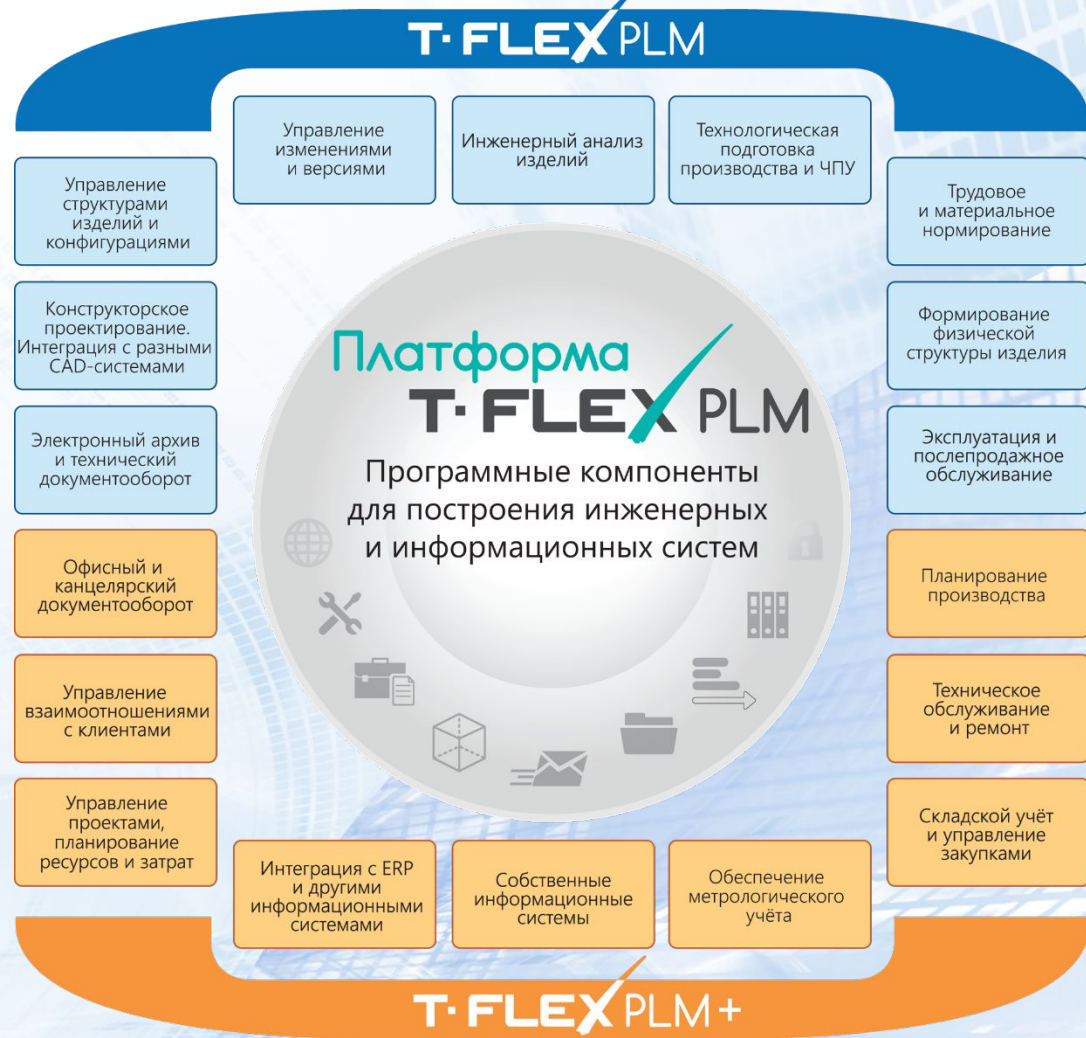 T-FLEX PLM
Управление
изменениями
и версиями
Инженерный анализ
изделий
Технологическая
подготовка
производства и ЧПУ
Управление
структурами
изделий и
конфигурациями
Трудовое
и материальное
нормирование
Конструкторское
проектирование.
Интеграция с разными
CAD-системами
Формирование
физической
структуры изделия
Электронный архив
и технический
документооборот
Эксплуатация и
послепродажное
обслуживание
Платформа
T-FLEX PLM
Программные компоненты
для построения инженерных
и информационных систем
Офисный и
канцелярский
документооборот
Планирование
производства
Управление
взаимоотношениями
с клиентами
Техническое
обслуживание
и ремонт
Управление
проектами,
планирование
ресурсов и затрат
Складской учёт
и управление
закупками
Интеграция с ERP
и другими
информационными
системами
Собственные
информационные
системы
Обеспечение
метрологического
учёта
T-FLEX PLM+